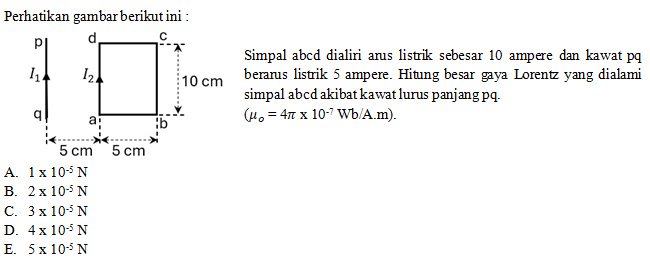 Perhatikan gambar berikut ini :
p
d
c
I₁
I₂
10 cm
q
a
b
5 cm
5 cm
Simpal abcd dialiri arus listrik sebesar 10 ampere dan kawat pq
berarus listrik 5 ampere. Hitung besar gaya Lorentz yang dialami
simpal abcd akibat kawat lurus panjang pq.
(μₒ = 4π x 10⁻⁷ Wb/A.m).
A. 1 x 10⁻⁵ N
B. 2 x 10⁻⁵ N
C. 3 x 10⁻⁵ N
D. 4 x 10⁻⁵ N
E. 5 x 10⁻⁵ N